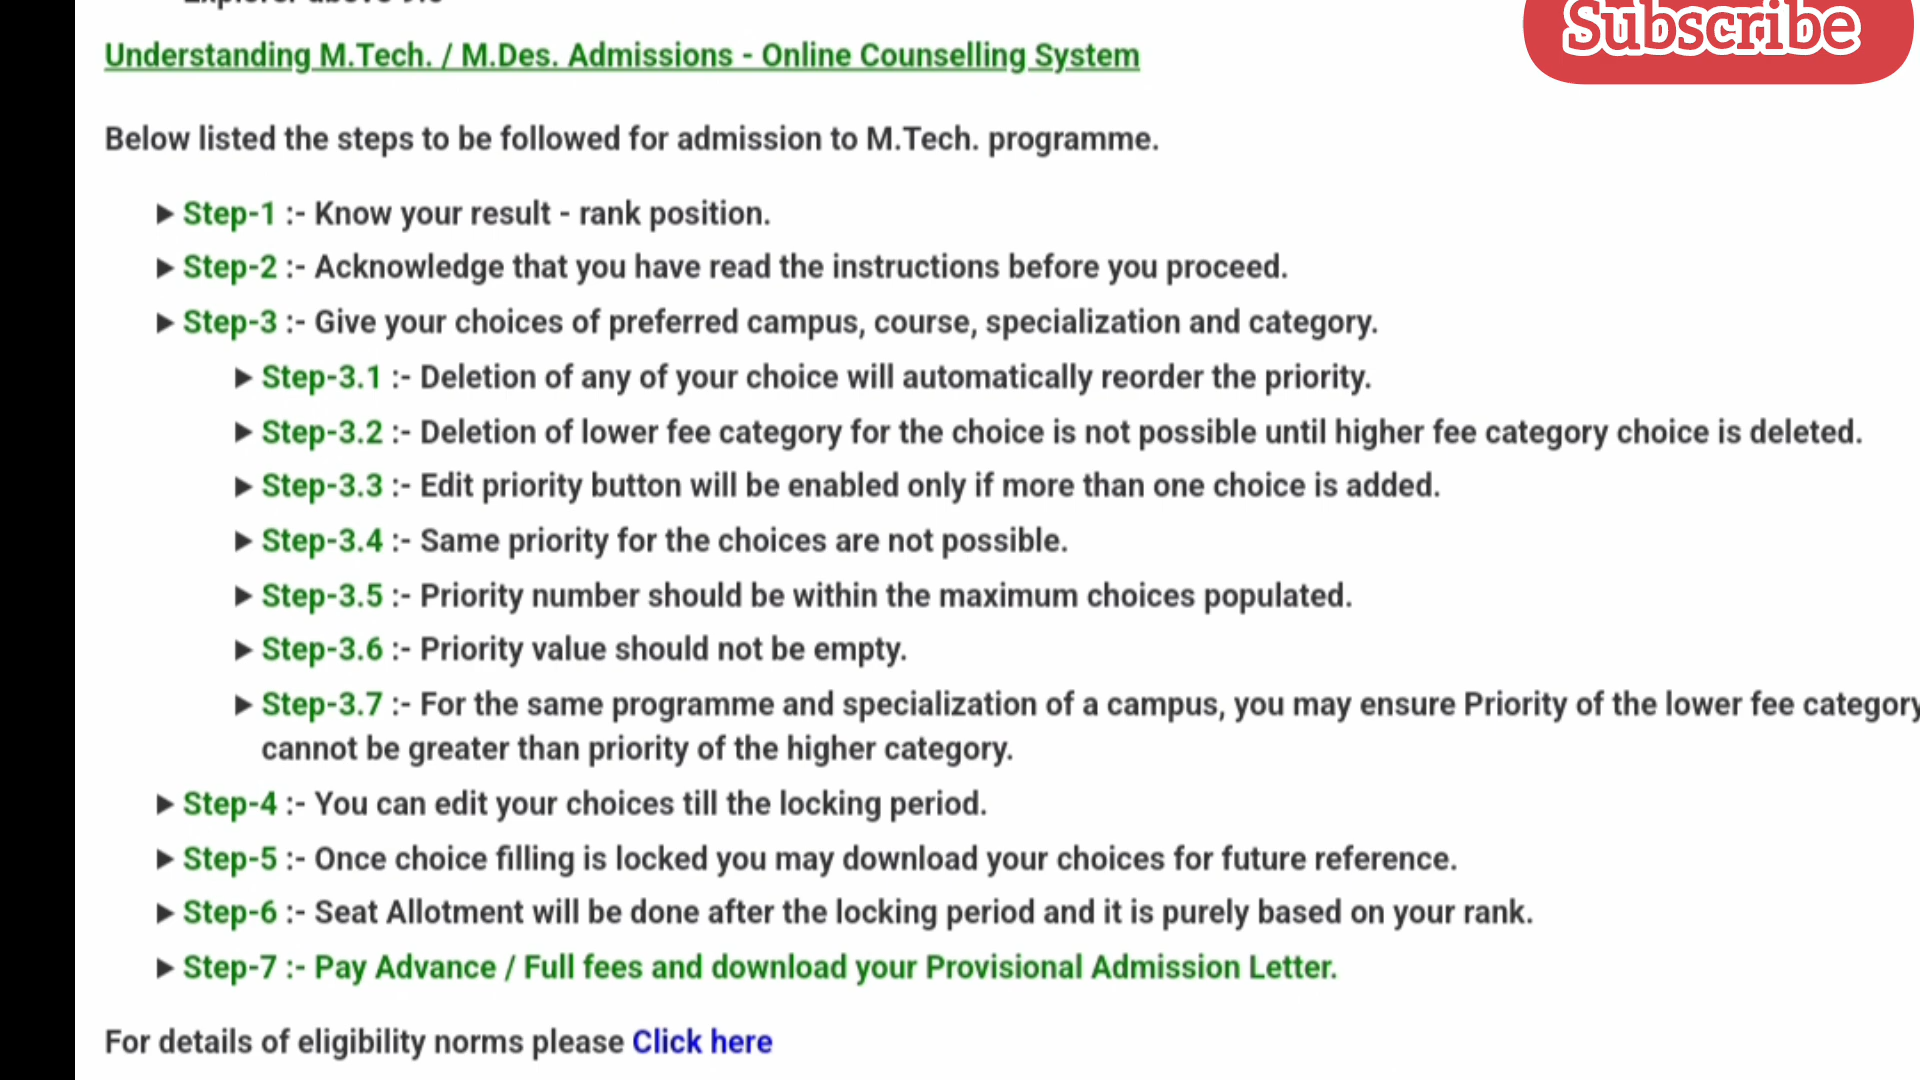 Explorer above 9.0
Subscribe
Understanding M.Tech. / M.Des. Admissions - Online Counselling System
Below listed the steps to be followed for admission to M.Tech. programme.
▶ Step-1 :- Know your result - rank position.
▶ Step-2 :- Acknowledge that you have read the instructions before you proceed.
▶ Step-3 :- Give your choices of preferred campus, course, specialization and category.
▶ Step-3.1 :- Deletion of any of your choice will automatically reorder the priority.
▶ Step-3.2 :- Deletion of lower fee category for the choice is not possible until higher fee category choice is deleted.
▶ Step-3.3 :- Edit priority button will be enabled only if more than one choice is added.
▶ Step-3.4 :- Same priority for the choices are not possible.
▶ Step-3.5 :- Priority number should be within the maximum choices populated.
▶ Step-3.6 :- Priority value should not be empty.
▶ Step-3.7 :- For the same programme and specialization of a campus, you may ensure Priority of the lower fee category
cannot be greater than priority of the higher category.
▶ Step-4 :- You can edit your choices till the locking period.
▶ Step-5 :- Once choice filling is locked you may download your choices for future reference.
▶ Step-6 :- Seat Allotment will be done after the locking period and it is purely based on your rank.
▶ Step-7 :- Pay Advance / Full fees and download your Provisional Admission Letter.
For details of eligibility norms please Click here